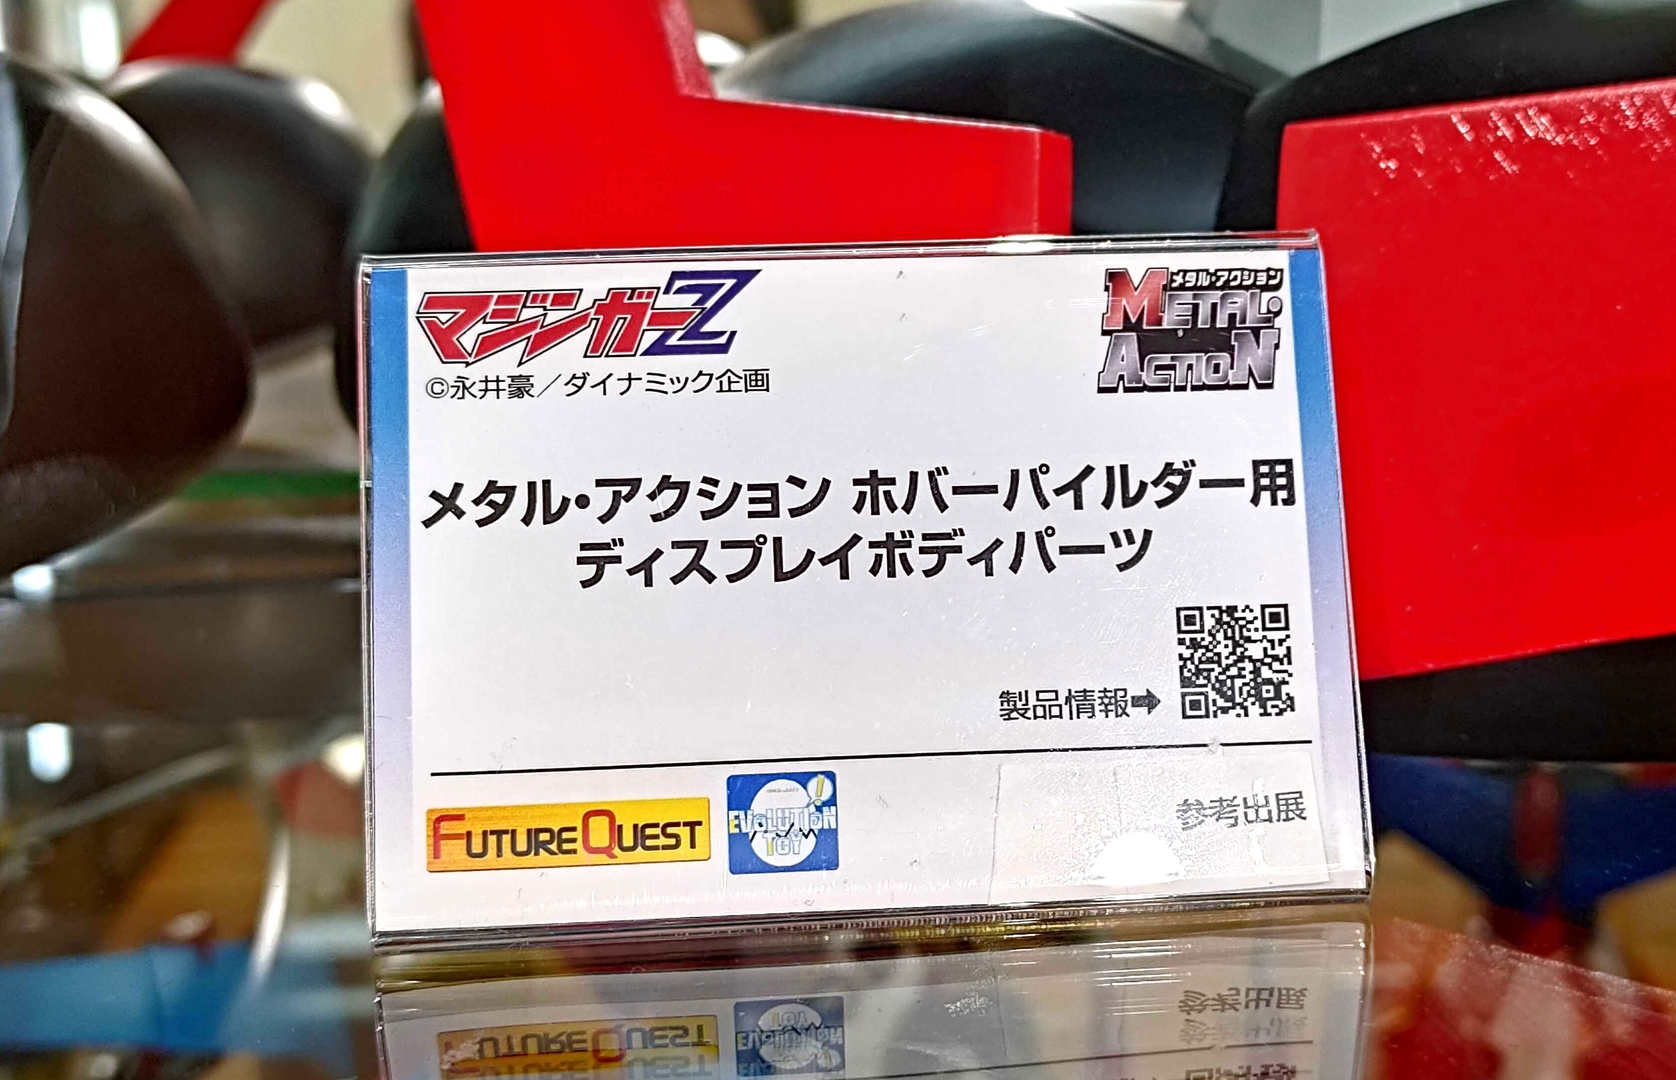 マジンガーZ
©永井豪／ダイナミック企画
メタル・アクション
METAL・
ACTION
メタル・アクション ホバーパイルダー用
ディスプレイボディパーツ
製品情報➡
FUTUREQUEST
EVOLUTION
TOY
参考出展